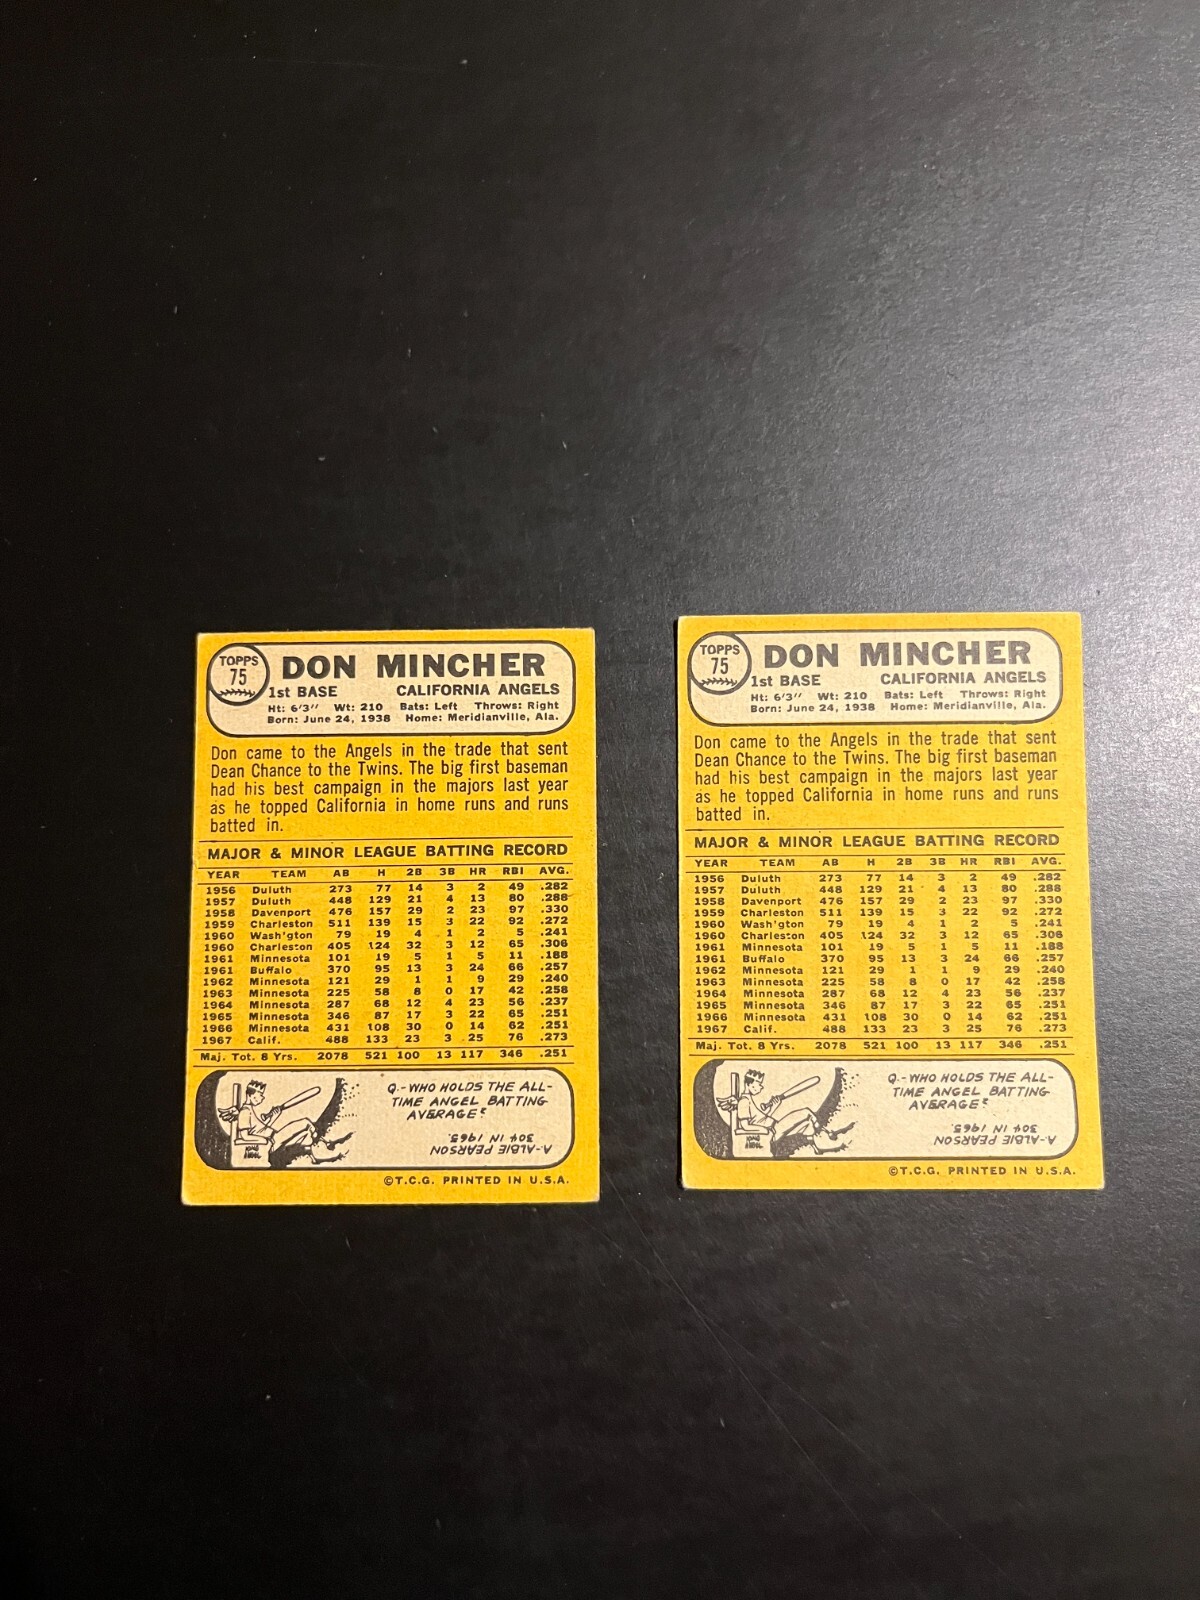 TOPPS
75
DON MINCHER
1st BASE CALIFORNIA ANGELS
Ht: 6'3" Wt: 210 Bats: Left Throws: Right
Born: June 24, 1938 Home: Meridianville, Ala.
Don came to the Angels in the trade that sent
Dean Chance to the Twins. The big first baseman
had his best campaign in the majors last year
as he topped California in home runs and runs
batted in.
MAJOR & MINOR LEAGUE BATTING RECORD
YEAR TEAM AB H 2B 3B HR RBI AVG.
1956 Duluth 273 77 14 3 2 49 .282
1957 Duluth 448 129 21 4 13 80 .288
1958 Davenport 476 157 29 2 23 97 .330
1959 Charleston 511 139 15 3 22 92 .272
1960 Wash'gton 79 19 4 1 2 5 .241
1960 Charleston 405 124 32 3 12 65 .306
1961 Minnesota 101 19 5 1 5 11 .188
1961 Buffalo 370 95 13 3 24 66 .257
1962 Minnesota 121 29 1 1 9 29 .240
1963 Minnesota 225 58 8 0 17 42 .258
1964 Minnesota 287 68 12 4 23 56 .237
1965 Minnesota 346 87 17 3 22 65 .251
1966 Minnesota 431 108 30 0 14 62 .251
1967 Calif. 488 133 23 3 25 76 .273
Maj. Tot. 8 Yrs. 2078 521 100 13 117 346 .251
Q.-WHO HOLDS THE ALL-
TIME ANGEL BATTING
AVERAGE?
A-ALBIE PEARSON
.304 IN 1965.
©T.C.G. PRINTED IN U.S.A.
TOPPS
75
DON MINCHER
1st BASE CALIFORNIA ANGELS
Ht: 6'3" Wt: 210 Bats: Left Throws: Right
Born: June 24, 1938 Home: Meridianville, Ala.
Don came to the Angels in the trade that sent
Dean Chance to the Twins. The big first baseman
had his best campaign in the majors last year
as he topped California in home runs and runs
batted in.
MAJOR & MINOR LEAGUE BATTING RECORD
YEAR TEAM AB H 2B 3B HR RBI AVG.
1956 Duluth 273 77 14 3 2 49 .282
1957 Duluth 448 129 21 4 13 80 .288
1958 Davenport 476 157 29 2 23 97 .330
1959 Charleston 511 139 15 3 22 92 .272
1960 Wash'gton 79 19 4 1 2 5 .241
1960 Charleston 405 124 32 3 12 65 .306
1961 Minnesota 101 19 5 1 5 11 .188
1961 Buffalo 370 95 13 3 24 66 .257
1962 Minnesota 121 29 1 1 9 29 .240
1963 Minnesota 225 58 8 0 17 42 .258
1964 Minnesota 287 68 12 4 23 56 .237
1965 Minnesota 346 87 17 3 22 65 .251
1966 Minnesota 431 108 30 0 14 62 .251
1967 Calif. 488 133 23 3 25 76 .273
Maj. Tot. 8 Yrs. 2078 521 100 13 117 346 .251
Q.-WHO HOLDS THE ALL-
TIME ANGEL BATTING
AVERAGE?
A-ALBIE PEARSON
.304 IN 1965.
©T.C.G. PRINTED IN U.S.A.